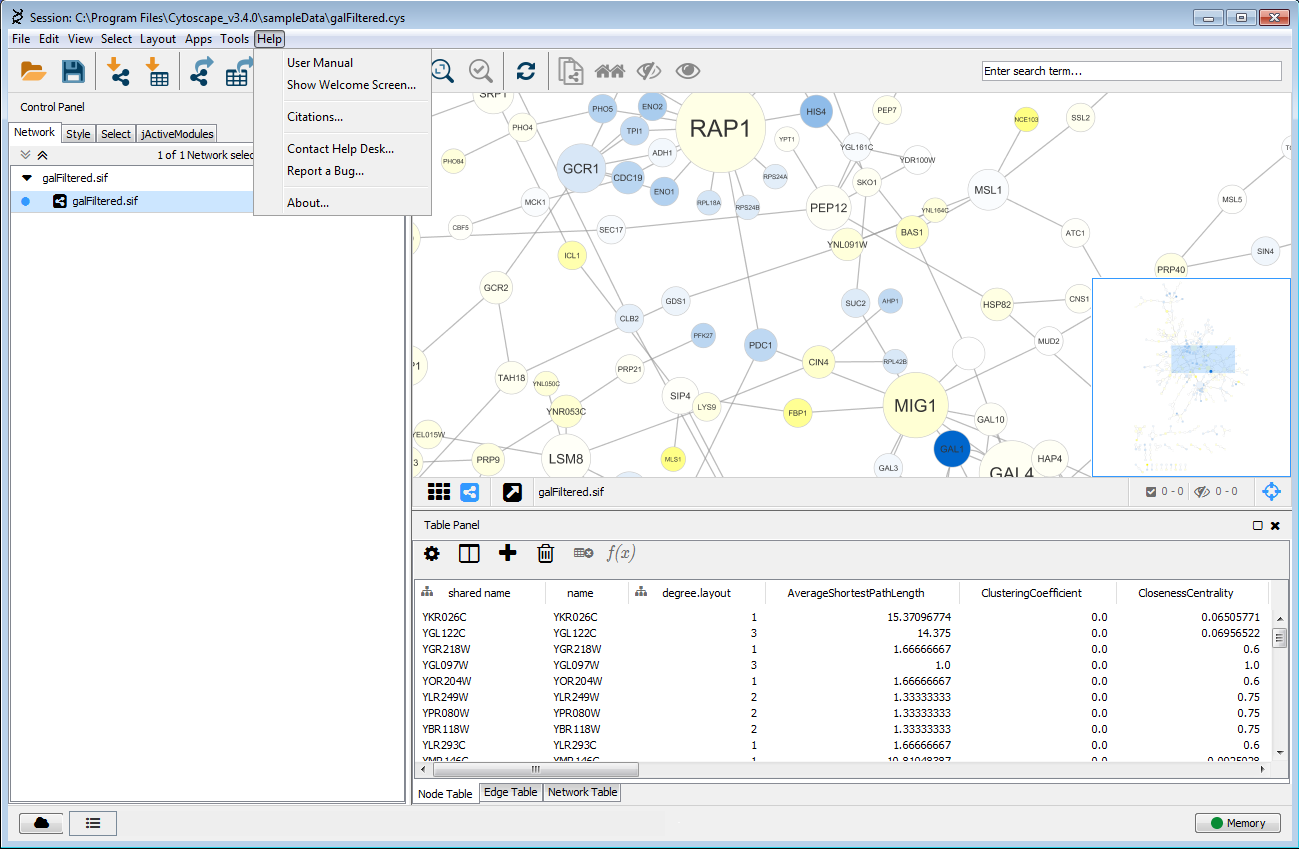 Session: C:\Program Files\Cytoscape_v3.4.0\sampleData\galFiltered.cys
File Edit View Select Layout Apps Tools Help
User Manual
Show Welcome Screen...
Citations...
Contact Help Desk...
Report a Bug...
About...
Enter search term...
Control Panel
Network Style Select jActiveModules
1 of 1 Network selec
galFiltered.sif
galFiltered.sif
SRP1
PHO5
ENO2
RAP1
HIS4
PEP7
NCE103
SSL2
PHO4
TPI1
YPT1
YGL161C
YDR100W
PHO84
ADH1
GCR1
CDC19
ENO1
RPS24A
SKO1
MSL1
MCK1
RPL18A
RPS24B
PEP12
YNL164C
MSL5
CBF5
SEC17
BAS1
ATC1
YNL091W
ICL1
SIN4
PRP40
GCR2
GDS1
SUC2
AHP1
HSP82
CNS1
CLB2
PFK27
PDC1
MUD2
CIN4
RPL42B
PRP21
TAH18
YNL050C
SIP4
LYS9
FBP1
MIG1
YNR053C
GAL10
YEL015W
GAL1
PRP9
LSM8
MLS1
GAL3
GAL4
HAP4
galFiltered.sif
0 - 0
0 - 0
Table Panel
f(x)
shared name name degree.layout AverageShortestPathLength ClusteringCoefficient ClosenessCentrality
YKR026C YKR026C 1 15.37096774 0.0 0.06505771
YGL122C YGL122C 3 14.375 0.0 0.06956522
YGR218W YGR218W 1 1.66666667 0.0 0.6
YGL097W YGL097W 3 1.0 0.0 1.0
YOR204W YOR204W 1 1.66666667 0.0 0.6
YLR249W YLR249W 2 1.33333333 0.0 0.75
YPR080W YPR080W 2 1.33333333 0.0 0.75
YBR118W YBR118W 2 1.33333333 0.0 0.75
YLR293C YLR293C 1 1.66666667 0.0 0.6
YMR146C YMR146C 1
Node Table Edge Table Network Table
Memory